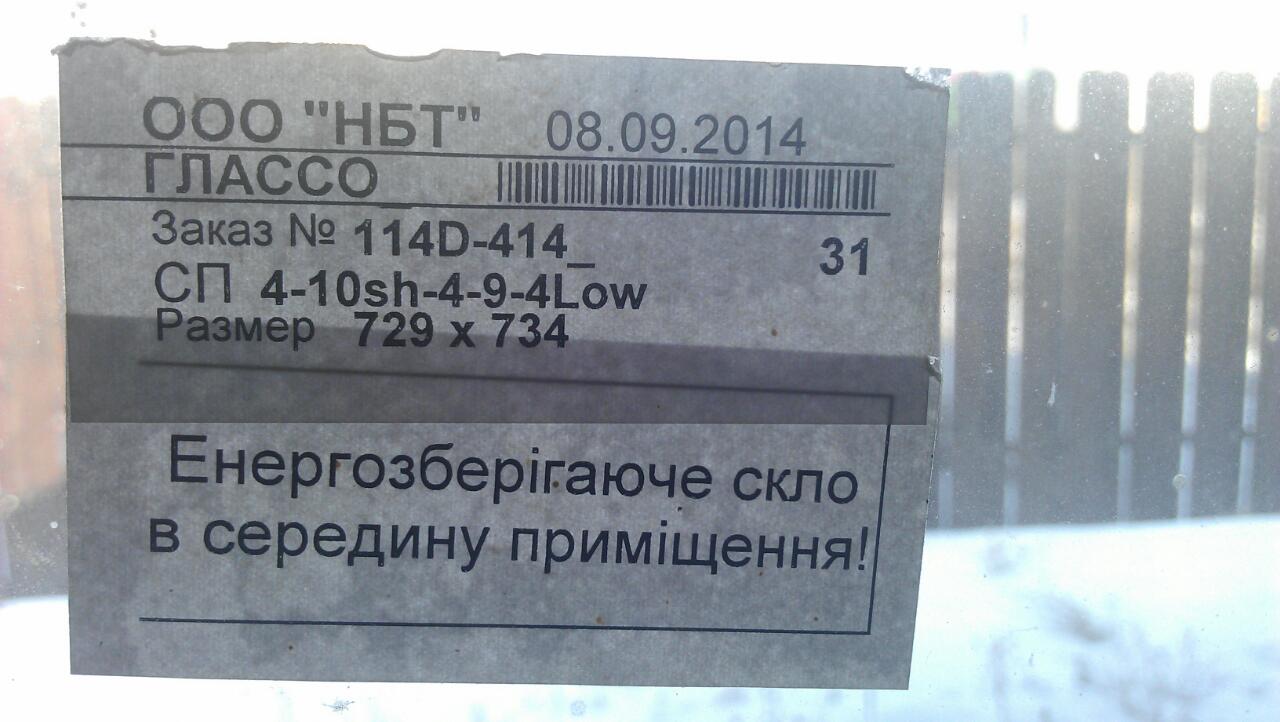 ООО "НБТ" 08.09.2014
ГЛАССО
Заказ № 114D-414_ 31
СП 4-10sh-4-9-4Low
Размер 729 x 734
Енергозберігаюче скло
в середину приміщення!